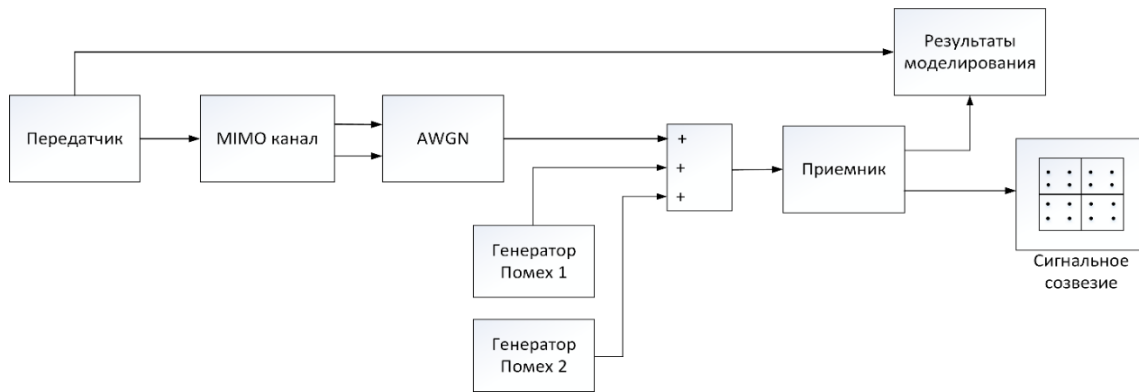 Результаты
моделирования
Передатчик
MIMO канал
AWGN
+
+
+
Приемник
Генератор
Помех 1
Генератор
Помех 2
Сигнальное
созвезие